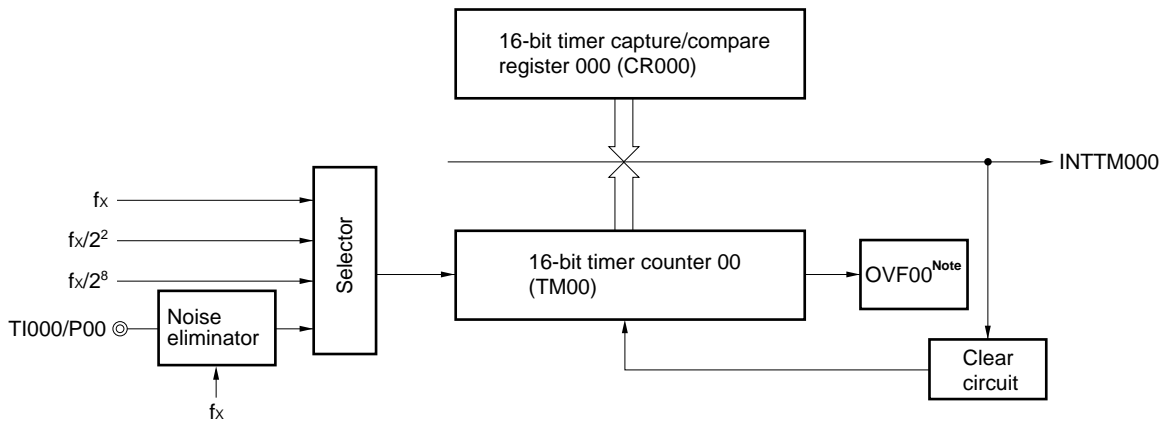 16-bit timer capture/compare
register 000 (CR000)
INTTM000
fx
fx/2²
fx/2⁸
TI000/P00
Noise
eliminator
fx
Selector
16-bit timer counter 00
(TM00)
OVF00Note
Clear
circuit